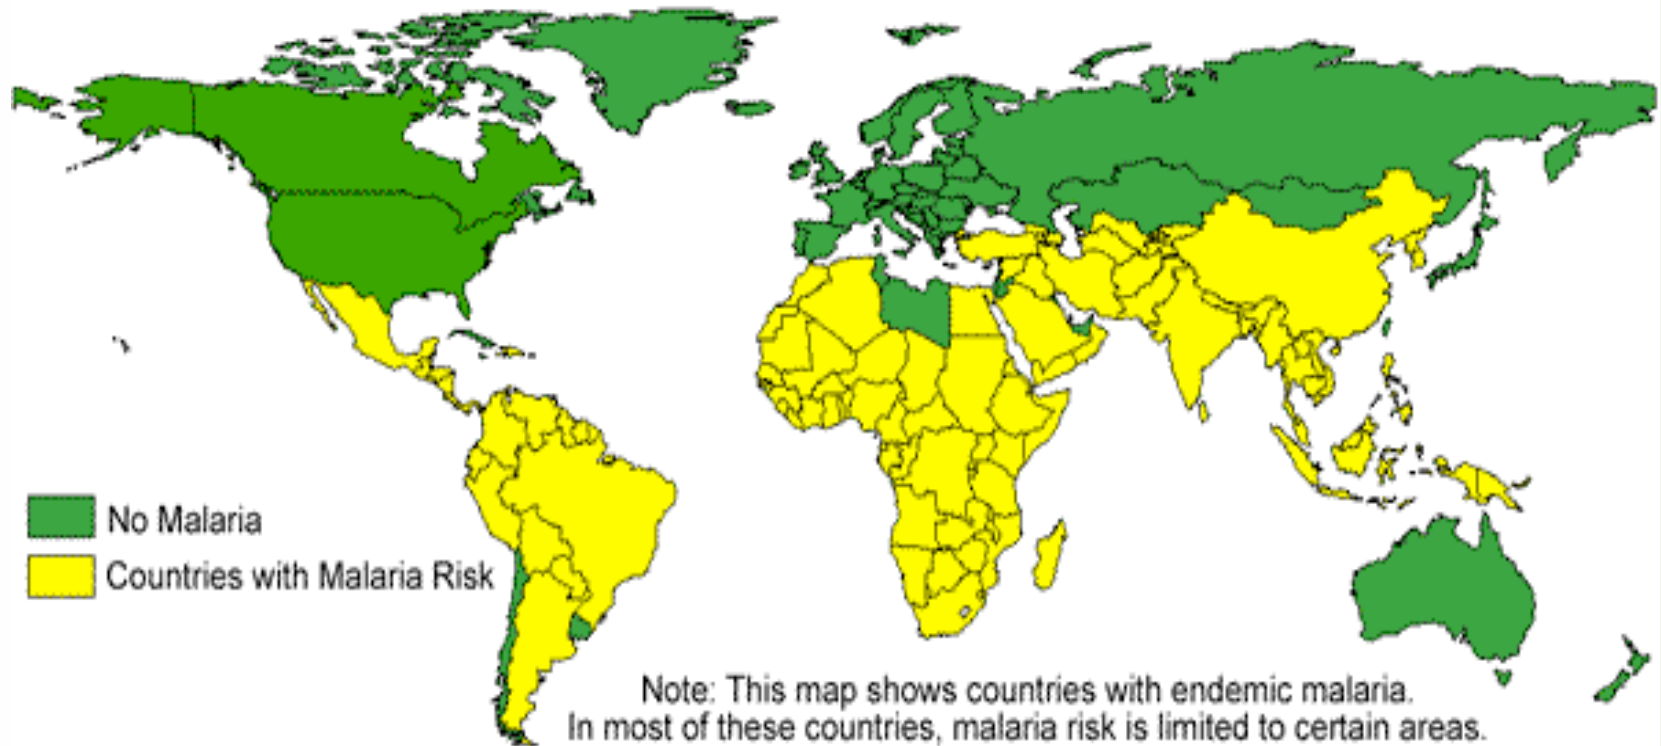 No Malaria
Countries with Malaria Risk
Note: This map shows countries with endemic malaria.
In most of these countries, malaria risk is limited to certain areas.